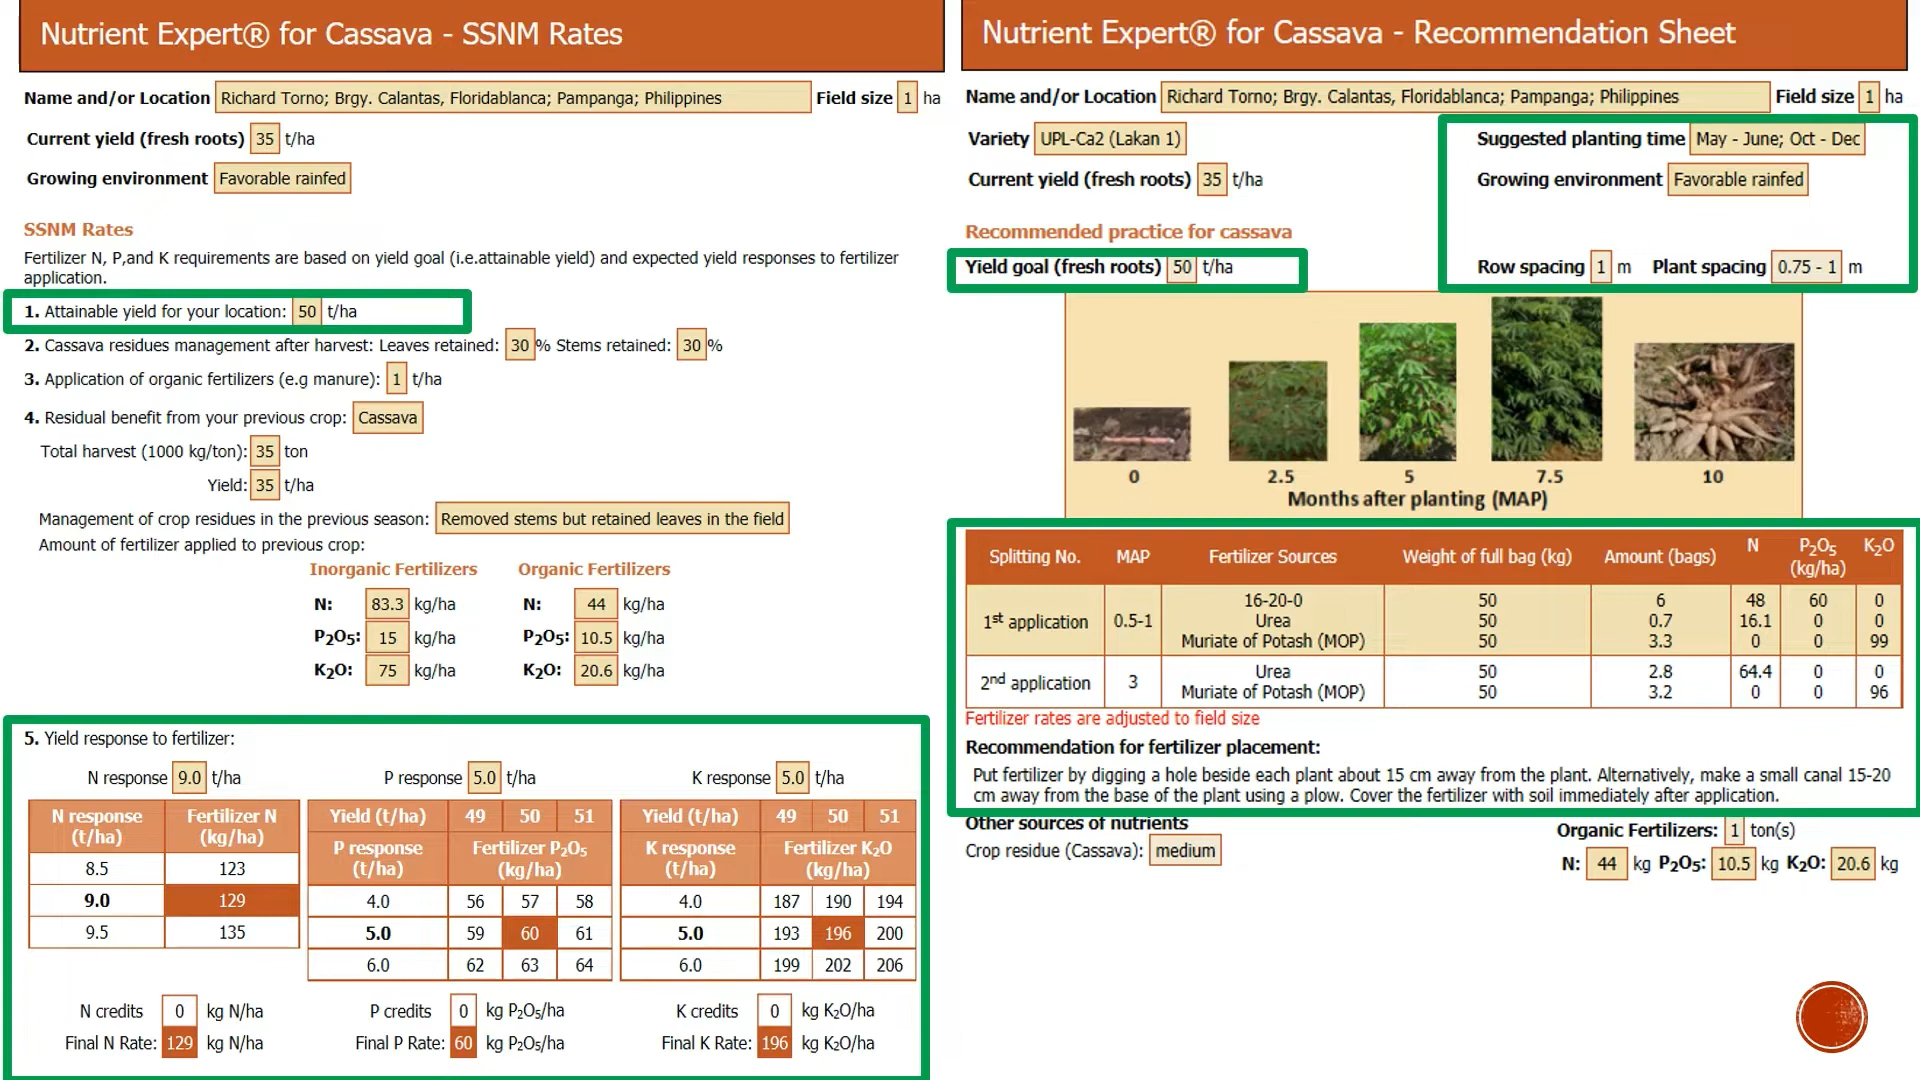 Nutrient Expert® for Cassava - SSNM Rates
Name and/or Location Richard Torno; Brgy. Calantas, Floridablanca; Pampanga; Philippines Field size 1 ha
Current yield (fresh roots) 35 t/ha
Growing environment Favorable rainfed
SSNM Rates
Fertilizer N, P,and K requirements are based on yield goal (i.e.attainable yield) and expected yield responses to fertilizer
application.
1. Attainable yield for your location: 50 t/ha
2. Cassava residues management after harvest: Leaves retained: 30 % Stems retained: 30 %
3. Application of organic fertilizers (e.g manure): 1 t/ha
4. Residual benefit from your previous crop: Cassava
Total harvest (1000 kg/ton): 35 ton
Yield: 35 t/ha
Management of crop residues in the previous season: Removed stems but retained leaves in the field
Amount of fertilizer applied to previous crop:
Inorganic Fertilizers Organic Fertilizers
N: 83.3 kg/ha N: 44 kg/ha
P₂O₅: 15 kg/ha P₂O₅: 10.5 kg/ha
K₂O: 75 kg/ha K₂O: 20.6 kg/ha
5. Yield response to fertilizer:
N response 9.0 t/ha P response 5.0 t/ha K response 5.0 t/ha
N response (t/ha) Fertilizer N (kg/ha)
8.5 123
9.0 129
9.5 135
Yield (t/ha) 49 50 51
P response (t/ha) Fertilizer P₂O₅ (kg/ha)
4.0 56 57 58
5.0 59 60 61
6.0 62 63 64
Yield (t/ha) 49 50 51
K response (t/ha) Fertilizer K₂O (kg/ha)
4.0 187 190 194
5.0 193 196 200
6.0 199 202 206
N credits 0 kg N/ha P credits 0 kg P₂O₅/ha K credits 0 kg K₂O/ha
Final N Rate: 129 kg N/ha Final P Rate: 60 kg P₂O₅/ha Final K Rate: 196 kg K₂O/ha
Nutrient Expert® for Cassava - Recommendation Sheet
Name and/or Location Richard Torno; Brgy. Calantas, Floridablanca; Pampanga; Philippines Field size 1 ha
Variety UPL-Ca2 (Lakan 1) Suggested planting time May - June; Oct - Dec
Current yield (fresh roots) 35 t/ha Growing environment Favorable rainfed
Recommended practice for cassava
Yield goal (fresh roots) 50 t/ha Row spacing 1 m Plant spacing 0.75 - 1 m
0 2.5 5 7.5 10
Months after planting (MAP)
Splitting No. MAP Fertilizer Sources Weight of full bag (kg) Amount (bags) N P₂O₅ K₂O
(kg/ha)
1st application 0.5-1 16-20-0 50 6 48 60 0
Urea 50 0.7 16.1 0 0
Muriate of Potash (MOP) 50 3.3 0 0 99
2nd application 3 Urea 50 2.8 64.4 0 0
Muriate of Potash (MOP) 50 3.2 0 0 96
Fertilizer rates are adjusted to field size
Recommendation for fertilizer placement:
Put fertilizer by digging a hole beside each plant about 15 cm away from the plant. Alternatively, make a small canal 15-20
cm away from the base of the plant using a plow. Cover the fertilizer with soil immediately after application.
Other sources of nutrients
Crop residue (Cassava): medium
Organic Fertilizers: 1 ton(s)
N: 44 kg P₂O₅: 10.5 kg K₂O: 20.6 kg